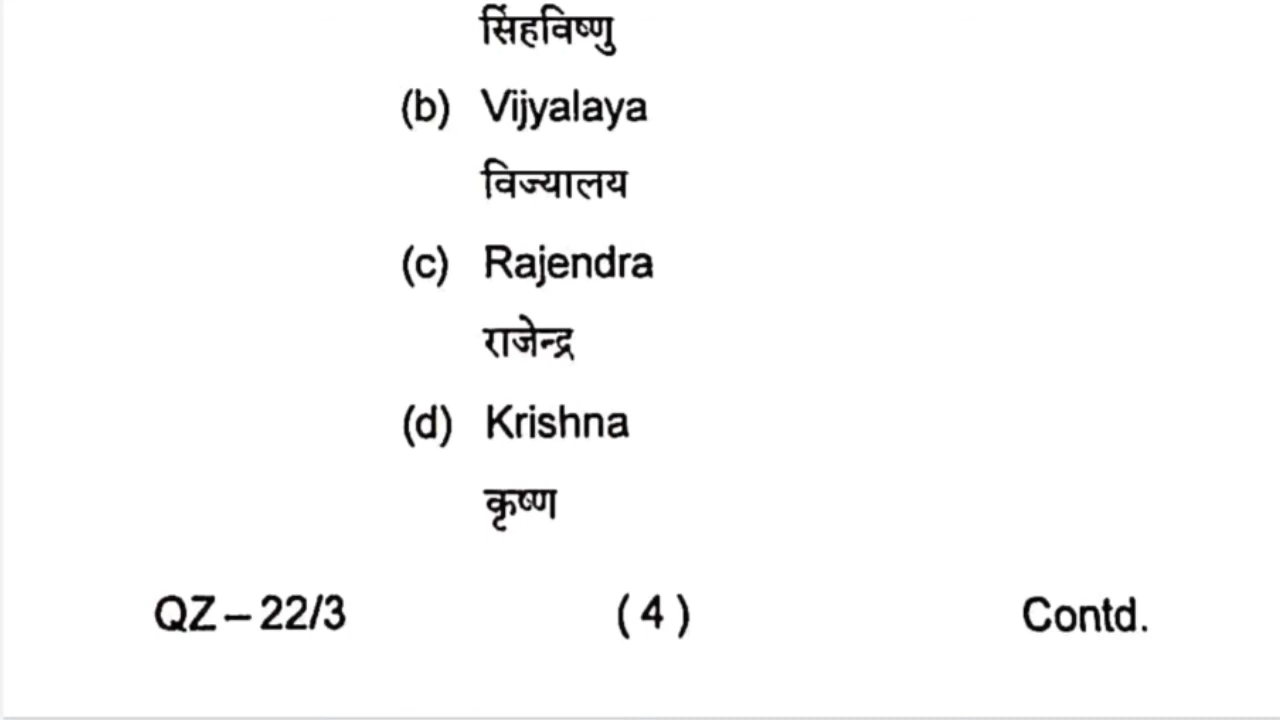 सिंहविष्णु
(b) Vijyalaya
विज्यालय
(c) Rajendra
राजेन्द्र
(d) Krishna
कृष्ण
QZ – 22/3 ( 4 ) Contd.